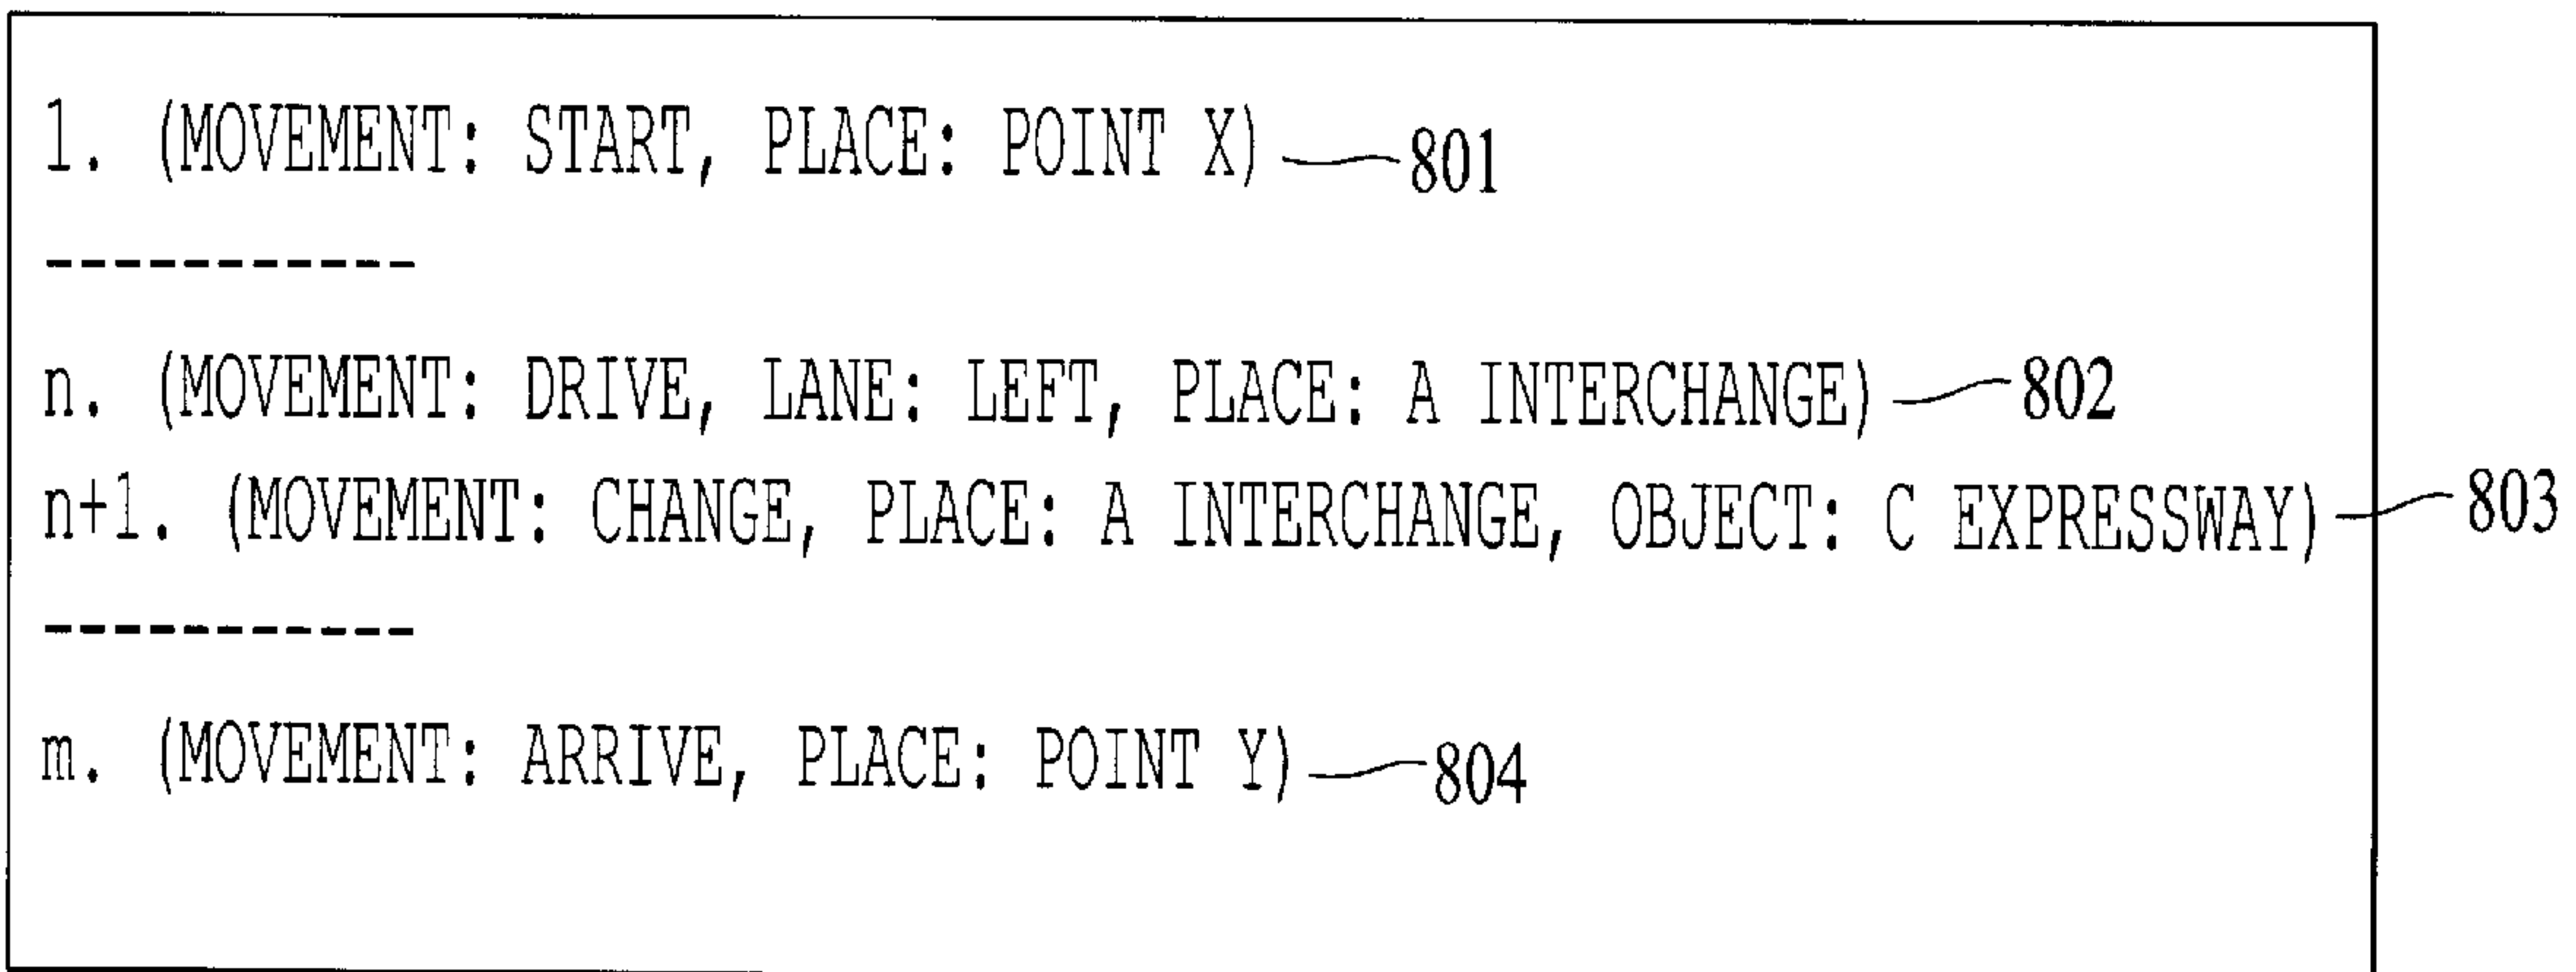 1. (MOVEMENT: START, PLACE: POINT X) 801
-----------
n. (MOVEMENT: DRIVE, LANE: LEFT, PLACE: A INTERCHANGE) 802
n+1. (MOVEMENT: CHANGE, PLACE: A INTERCHANGE, OBJECT: C EXPRESSWAY) 803
-----------
m. (MOVEMENT: ARRIVE, PLACE: POINT Y) 804